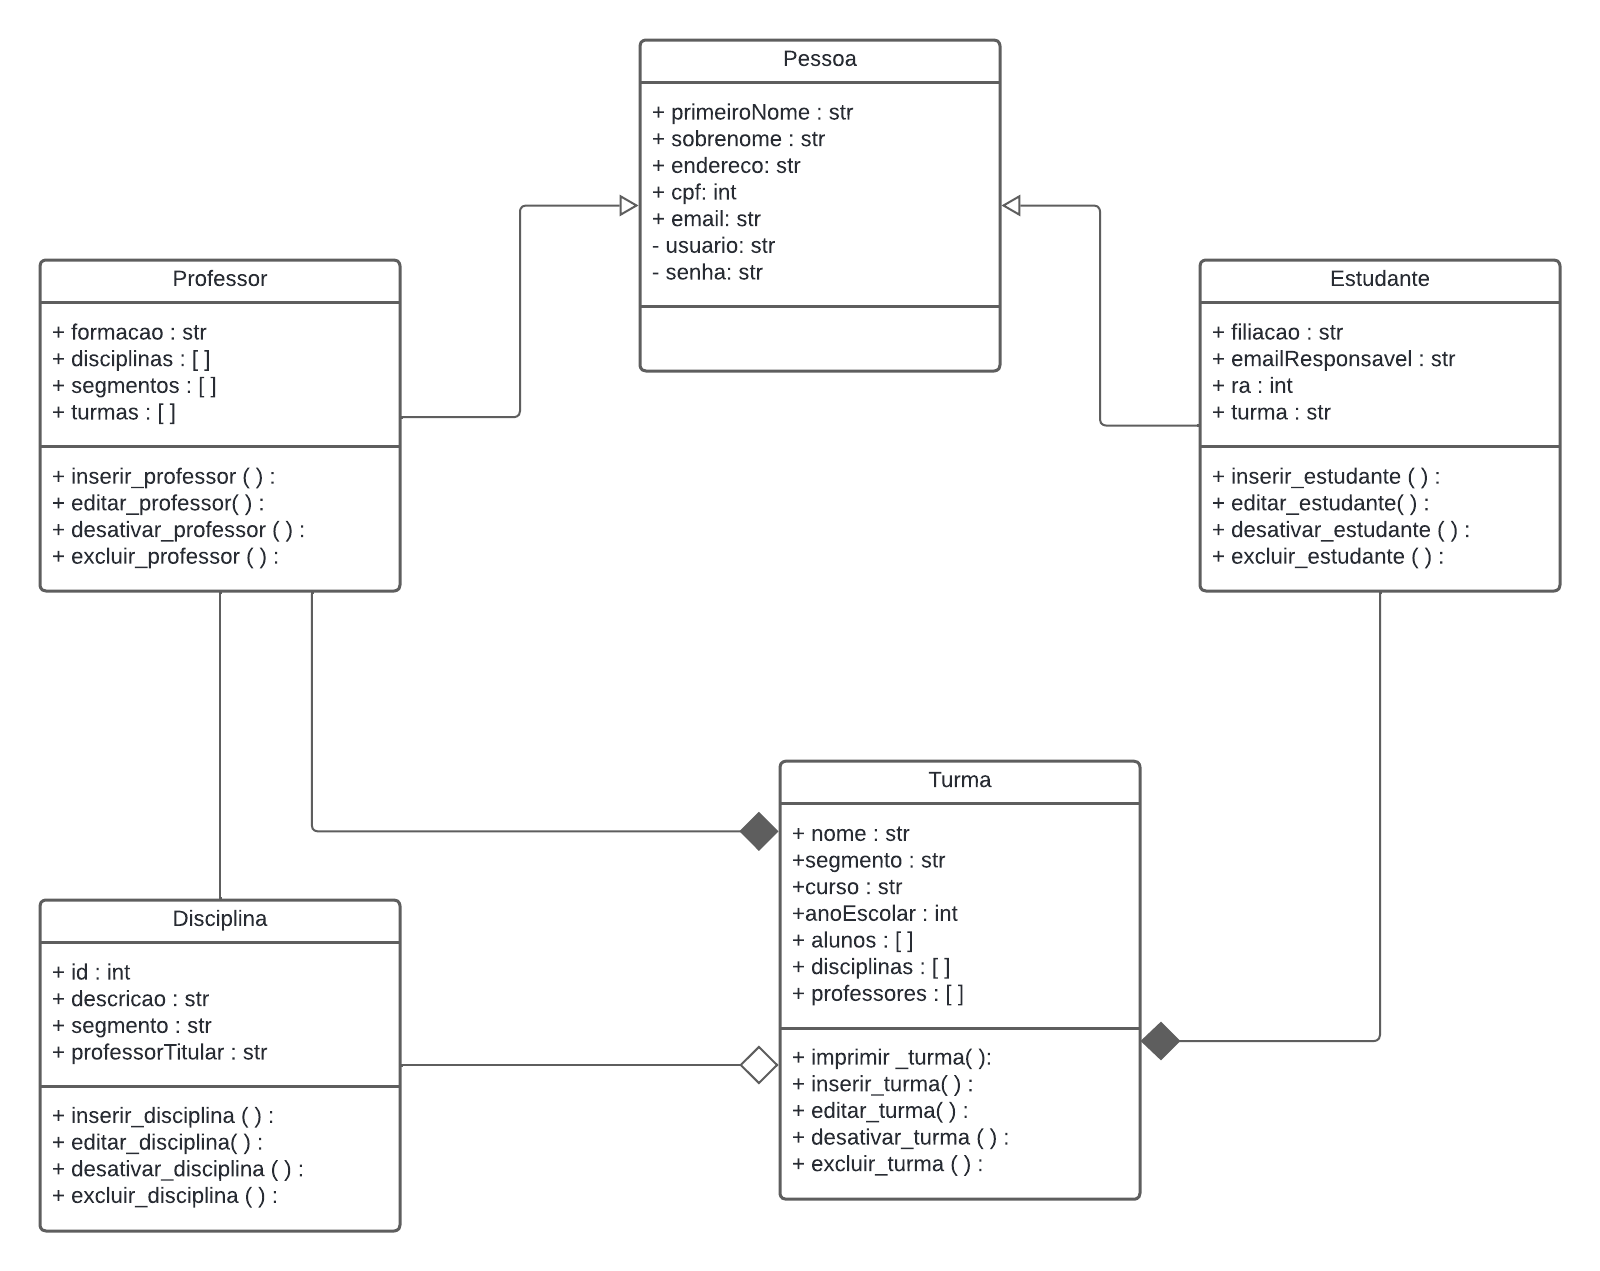 Pessoa
+ primeiroNome : str
+ sobrenome : str
+ endereco: str
+ cpf: int
+ email: str
- usuario: str
- senha: str
Professor
+ formacao : str
+ disciplinas : [ ]
+ segmentos : [ ]
+ turmas : [ ]
+ inserir_professor ( ) :
+ editar_professor( ) :
+ desativar_professor ( ) :
+ excluir_professor ( ) :
Estudante
+ filiacao : str
+ emailResponsavel : str
+ ra : int
+ turma : str
+ inserir_estudante ( ) :
+ editar_estudante( ) :
+ desativar_estudante ( ) :
+ excluir_estudante ( ) :
Turma
+ nome : str
+segmento : str
+curso : str
+anoEscolar : int
+ alunos : [ ]
+ disciplinas : [ ]
+ professores : [ ]
+ imprimir _turma( ):
+ inserir_turma( ) :
+ editar_turma( ) :
+ desativar_turma ( ) :
+ excluir_turma ( ) :
Disciplina
+ id : int
+ descricao : str
+ segmento : str
+ professorTitular : str
+ inserir_disciplina ( ) :
+ editar_disciplina( ) :
+ desativar_disciplina ( ) :
+ excluir_disciplina ( ) :